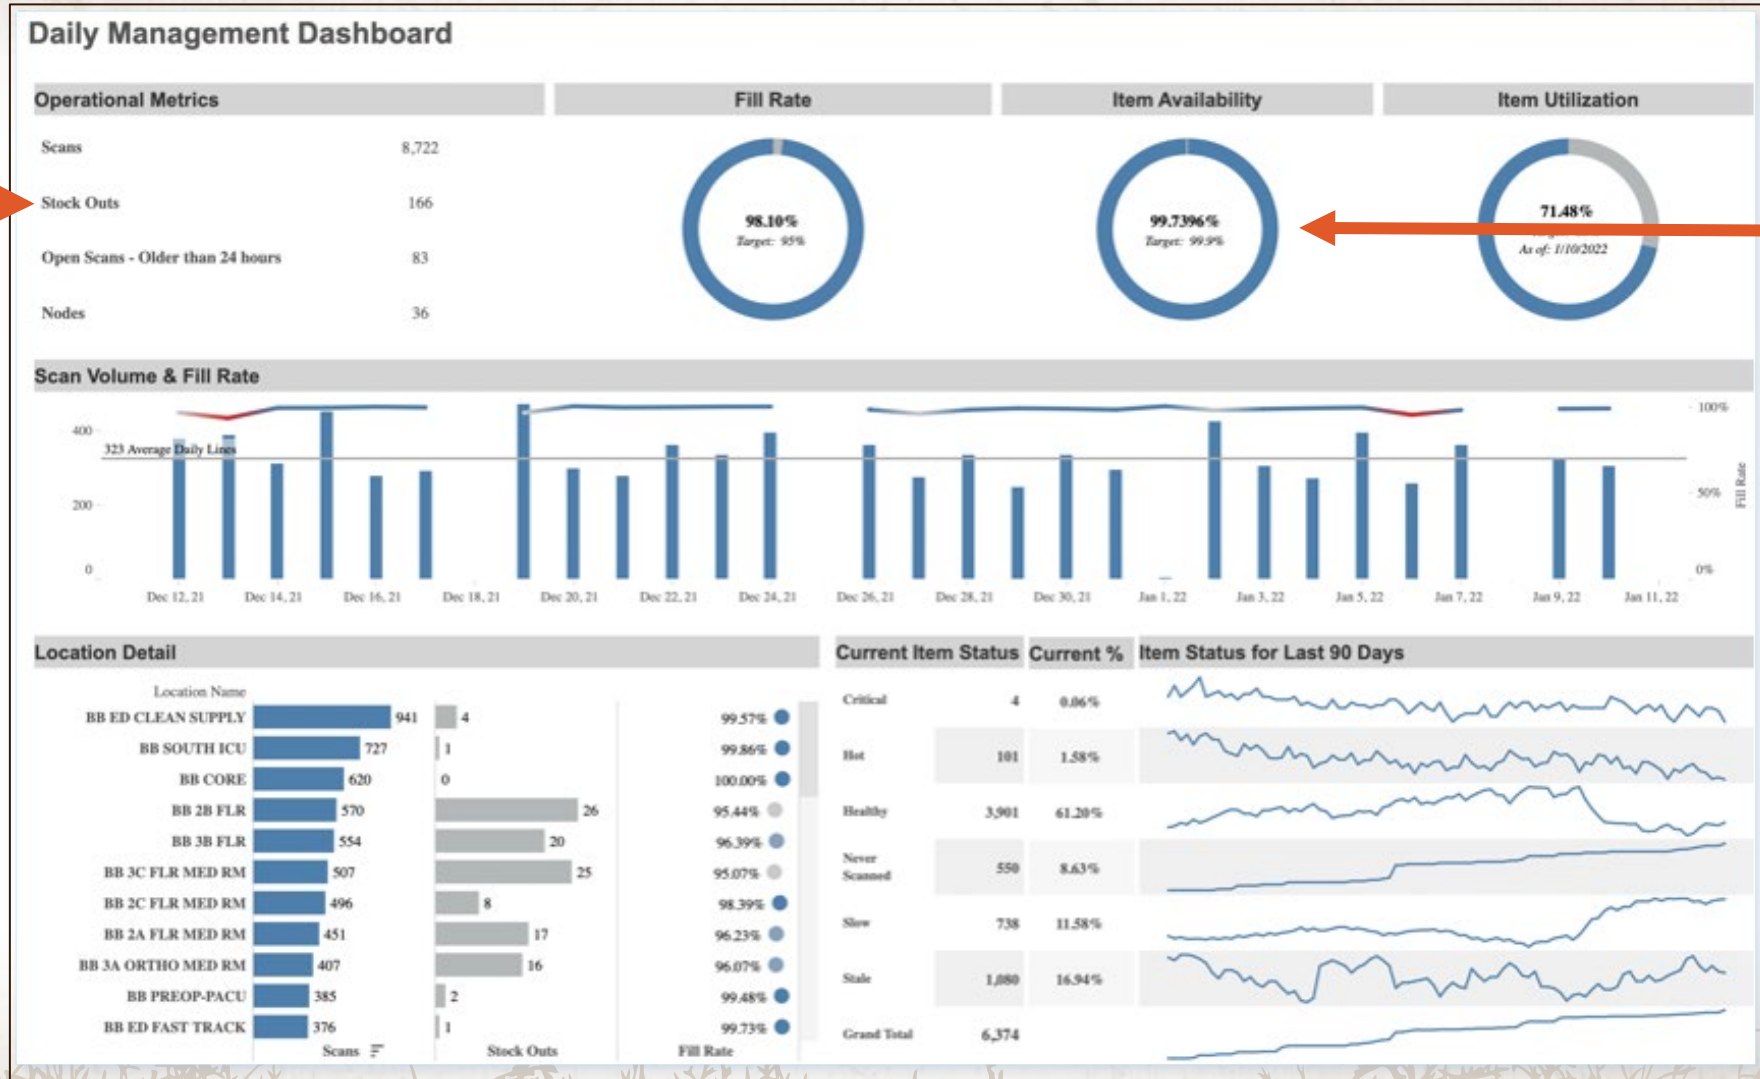 Daily Management Dashboard
Operational Metrics
Scans 8,722
Stock Outs 166
Open Scans - Older than 24 hours 83
Nodes 36
Fill Rate
98.10%
Target: 95%
Item Availability
99.7396%
Target: 99.9%
Item Utilization
71.48%
As of: 1/10/2022
Scan Volume & Fill Rate
400
323 Average Daily Lines
200
0
100%
50%
0%
Fill Rate
Dec 12, 21 Dec 14, 21 Dec 16, 21 Dec 18, 21 Dec 20, 21 Dec 22, 21 Dec 24, 21 Dec 26, 21 Dec 28, 21 Dec 30, 21 Jan 1, 22 Jan 3, 22 Jan 5, 22 Jan 7, 22 Jan 9, 22 Jan 11, 22
Location Detail
Location Name
BB ED CLEAN SUPPLY 941 4 99.57%
BB SOUTH ICU 727 1 99.86%
BB CORE 620 0 100.00%
BB 2B FLR 570 26 95.44%
BB 3B FLR 554 20 96.39%
BB 3C FLR MED RM 507 25 95.07%
BB 2C FLR MED RM 496 8 98.39%
BB 2A FLR MED RM 451 17 96.23%
BB 3A ORTHO MED RM 407 16 96.07%
BB PREOP-PACU 385 2 99.48%
BB ED FAST TRACK 376 1 99.73%
Scans Stock Outs Fill Rate
Current Item Status Current % Item Status for Last 90 Days
Critical 4 0.06%
Hot 101 1.58%
Healthy 3,901 61.20%
Never
Scanned 550 8.63%
Slow 738 11.58%
Stale 1,080 16.94%
Grand Total 6,374